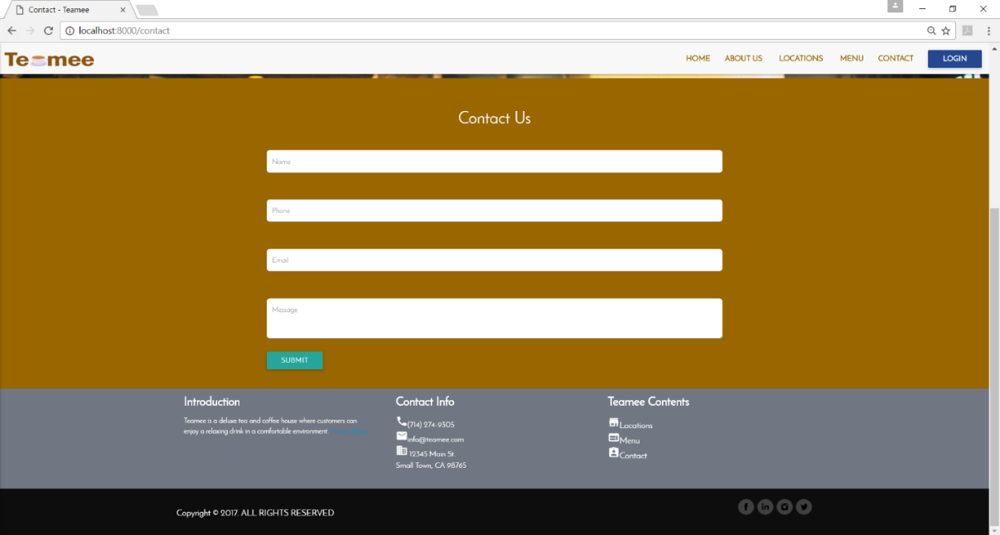 Contact - Teamee
localhost:8000/contact
Te mee
HOME ABOUT US LOCATIONS MENU CONTACT LOGIN
Contact Us
Name
Phone
Email
Message
SUBMIT
Introduction
Teamee is a deluxe tea and coffee house where customers can
enjoy a relaxing drink in a comfortable environment.
Contact Info
(714) 274-9305
info@teamee.com
12345 Main St.
Small Town, CA 98765
Teamee Contents
Locations
Menu
Contact
Copyright © 2017. ALL RIGHTS RESERVED